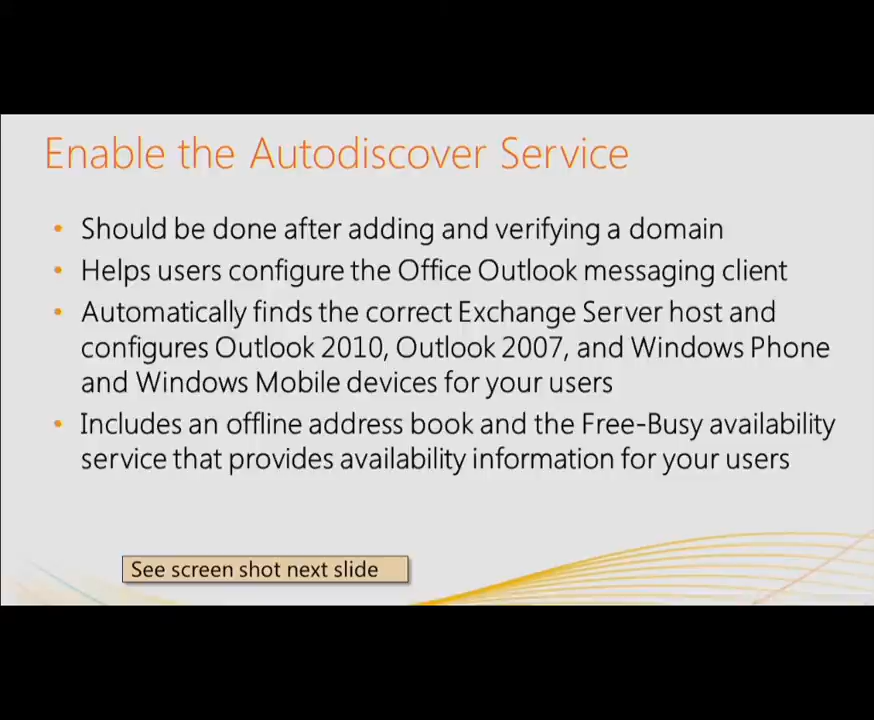 Enable the Autodiscover Service
• Should be done after adding and verifying a domain
• Helps users configure the Office Outlook messaging client
• Automatically finds the correct Exchange Server host and
configures Outlook 2010, Outlook 2007, and Windows Phone
and Windows Mobile devices for your users
• Includes an offline address book and the Free-Busy availability
service that provides availability information for your users
See screen shot next slide